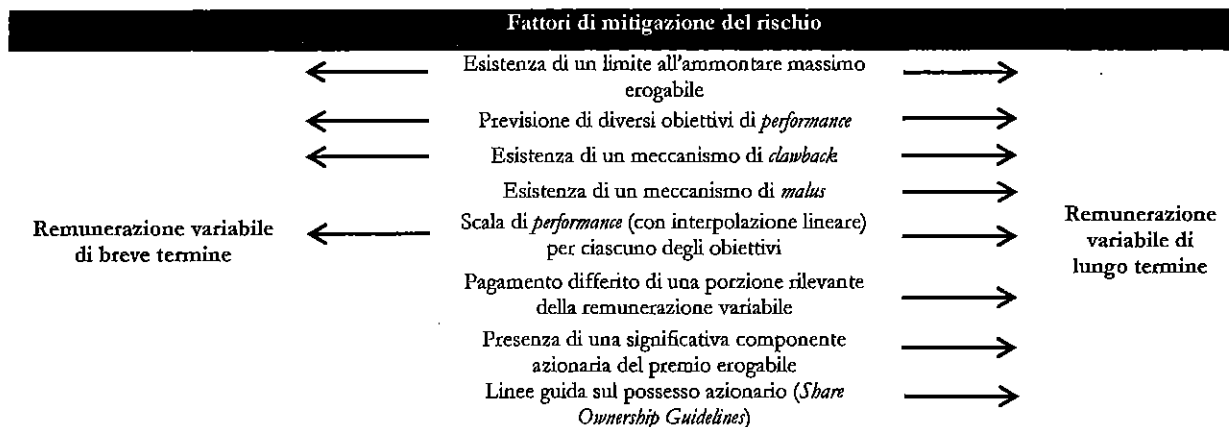 Fattori di mitigazione del rischio
Esistenza di un limite all'ammontare massimo
erogabile
Previsione di diversi obiettivi di performance
Esistenza di un meccanismo di clawback
Esistenza di un meccanismo di malus
Remunerazione variabile
di breve termine
Scala di performance (con interpolazione lineare)
per ciascuno degli obiettivi
Remunerazione
variabile di
lungo termine
Pagamento differito di una porzione rilevante
della remunerazione variabile
Presenza di una significativa componente
azionaria del premio erogabile
Linee guida sul possesso azionario (Share
Ownership Guidelines)